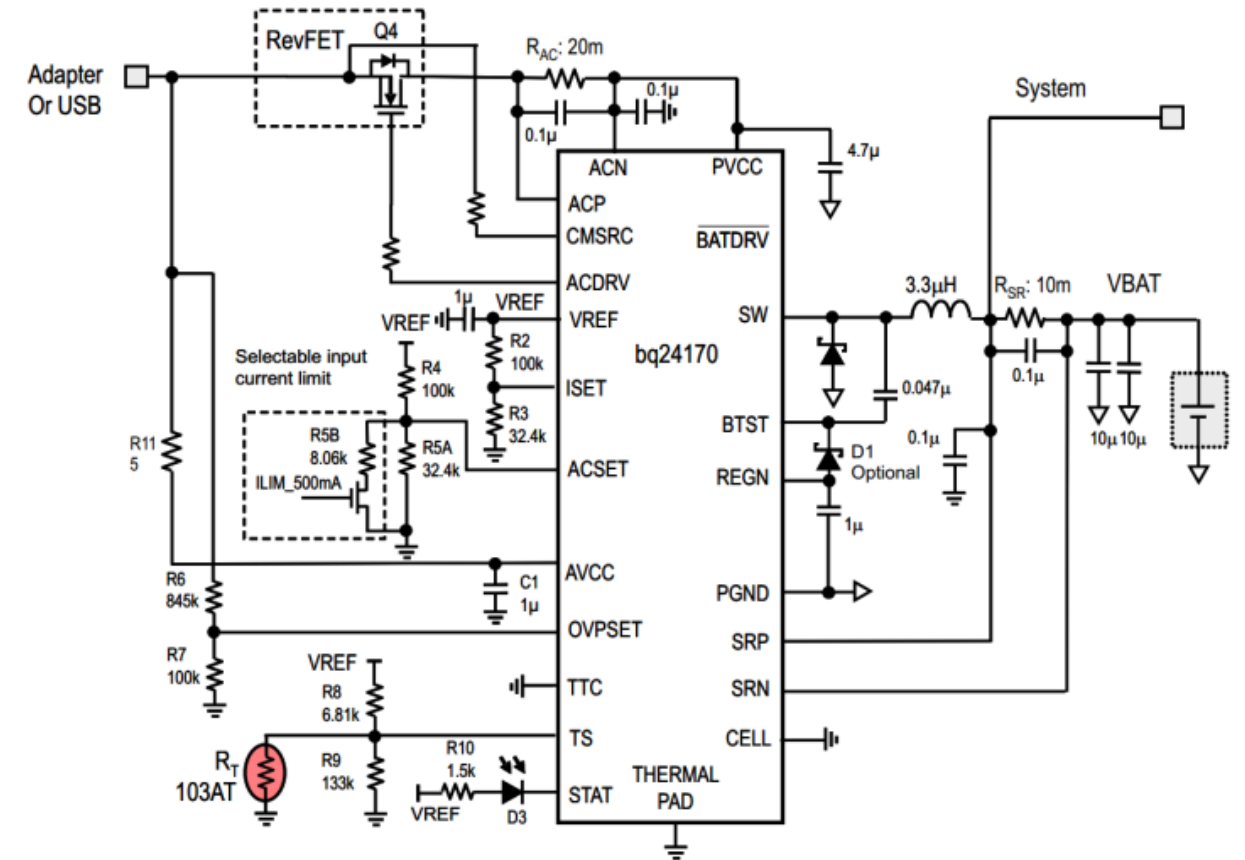 RevFET
Q4
Adapter
Or USB
R_AC: 20m
0.1µ
0.1µ
System
4.7µ
ACN
PVCC
ACP
CMSRC
BATDRV
ACDRV
3.3µH
R_SR: 10m
VBAT
1µ
VREF
VREF
VREF
SW
R2
100k
bq24170
Selectable input
current limit
R4
100k
ISET
0.047µ
0.1µ
R3
32.4k
BTST
10µ
10µ
R11
5
R5B
8.06k
R5A
32.4k
0.1µ
D1
Optional
ILIM_500mA
ACSET
REGN
1µ
R6
845k
C1
1µ
AVCC
PGND
OVPSET
SRP
R7
100k
VREF
R8
6.81k
TTC
SRN
TS
CELL
R_T
103AT
R9
133k
R10
1.5k
THERMAL
PAD
VREF
D3
STAT